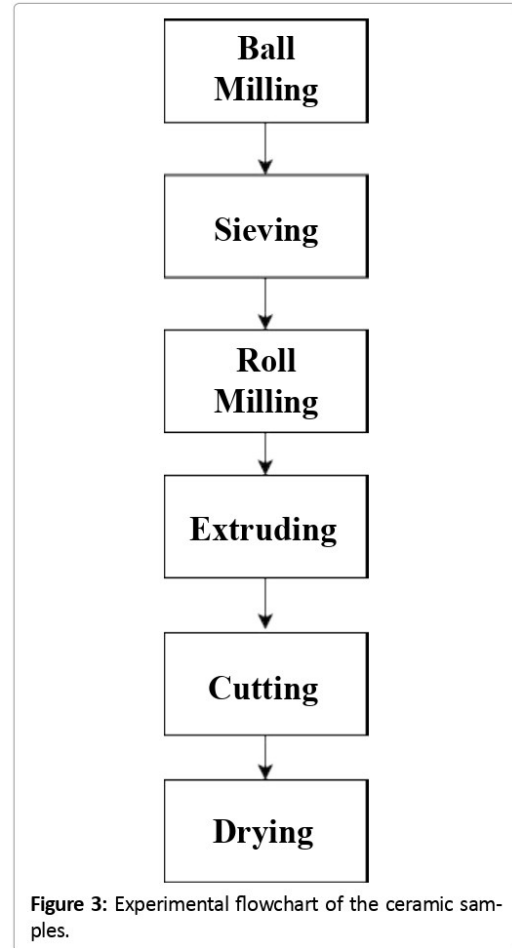 Ball
Milling
Sieving
Roll
Milling
Extruding
Cutting
Drying
Figure 3: Experimental flowchart of the ceramic sam-
ples.